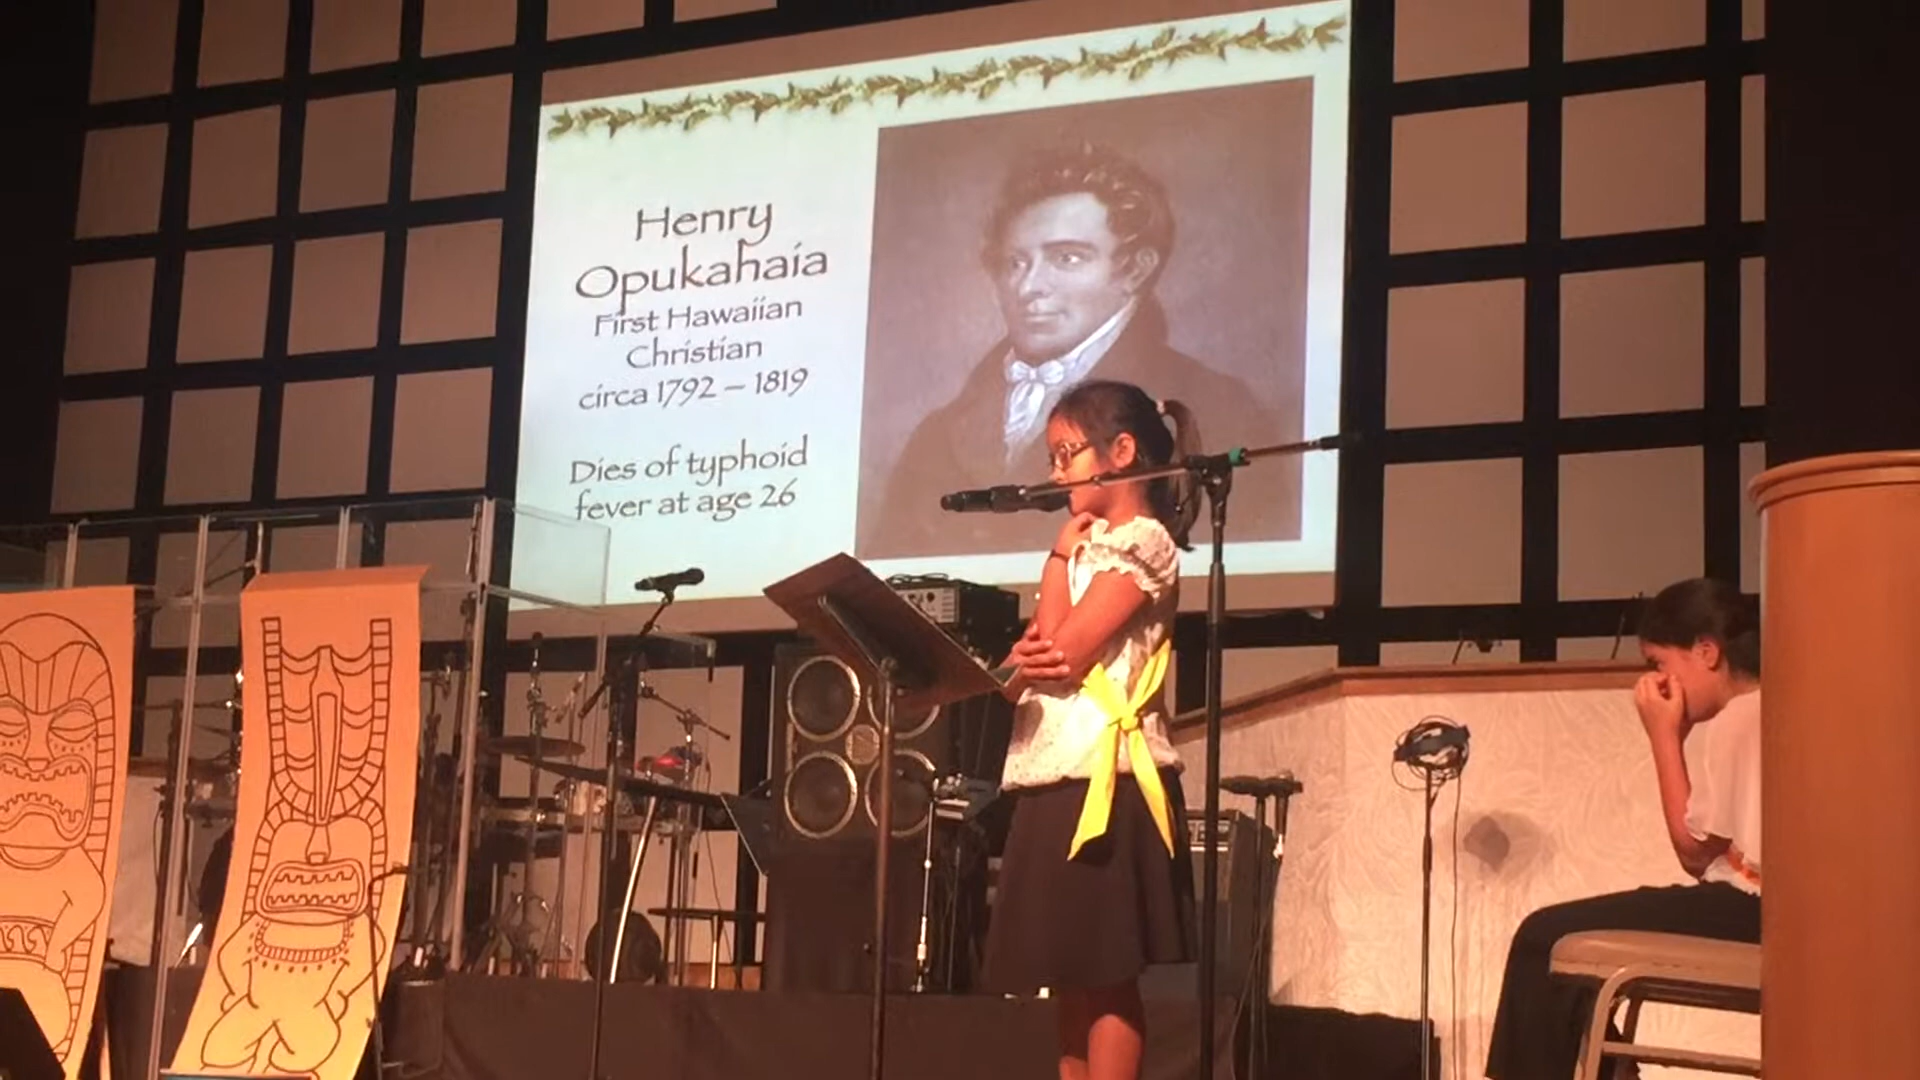 Henry
Opukahaia
First Hawaiian
Christian
circa 1792 – 1819
Dies of typhoid
fever at age 26